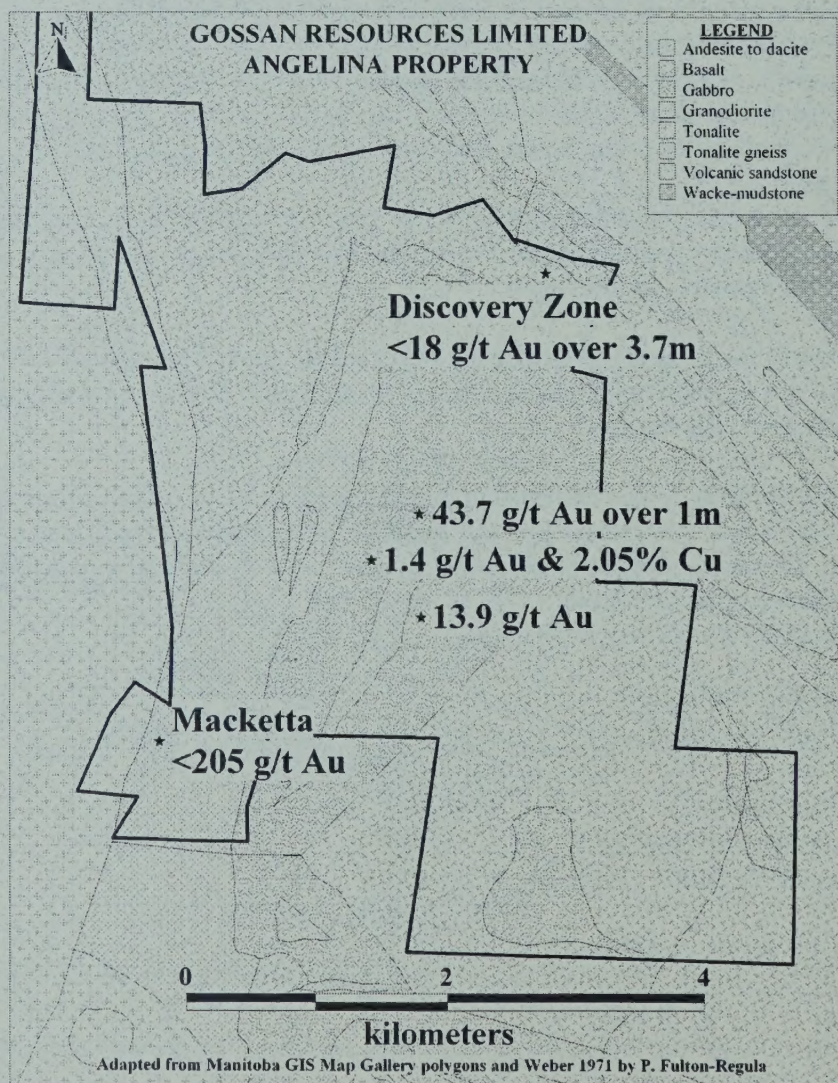 GOSSAN RESOURCES LIMITED
ANGELINA PROPERTY
N
LEGEND
Andesite to dacite
Basalt
Gabbro
Granodiorite
Tonalite
Tonalite gneiss
Volcanic sandstone
Wacke-mudstone
Discovery Zone
<18 g/t Au over 3.7m
43.7 g/t Au over 1m
1.4 g/t Au & 2.05% Cu
13.9 g/t Au
Macketta
<205 g/t Au
0 2 4
kilometers
Adapted from Manitoba GIS Map Gallery polygons and Weber 1971 by P. Fulton-Regula